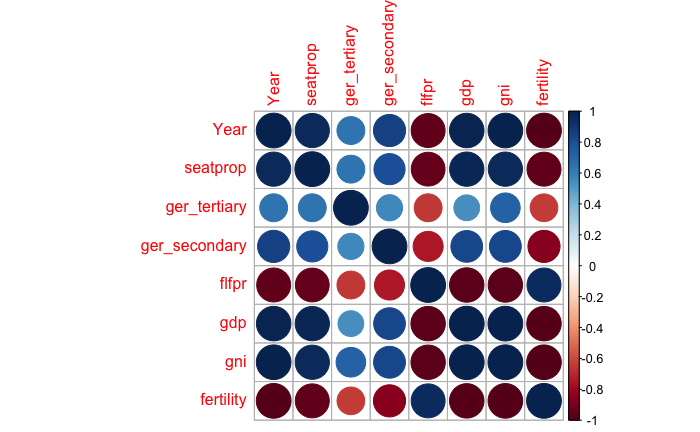 Year
seatprop
ger_tertiary
ger_secondary
flfpr
gdp
gni
fertility
Year
seatprop
ger_tertiary
ger_secondary
flfpr
gdp
gni
fertility
1
0.8
0.6
0.4
0.2
0
-0.2
-0.4
-0.6
-0.8
-1